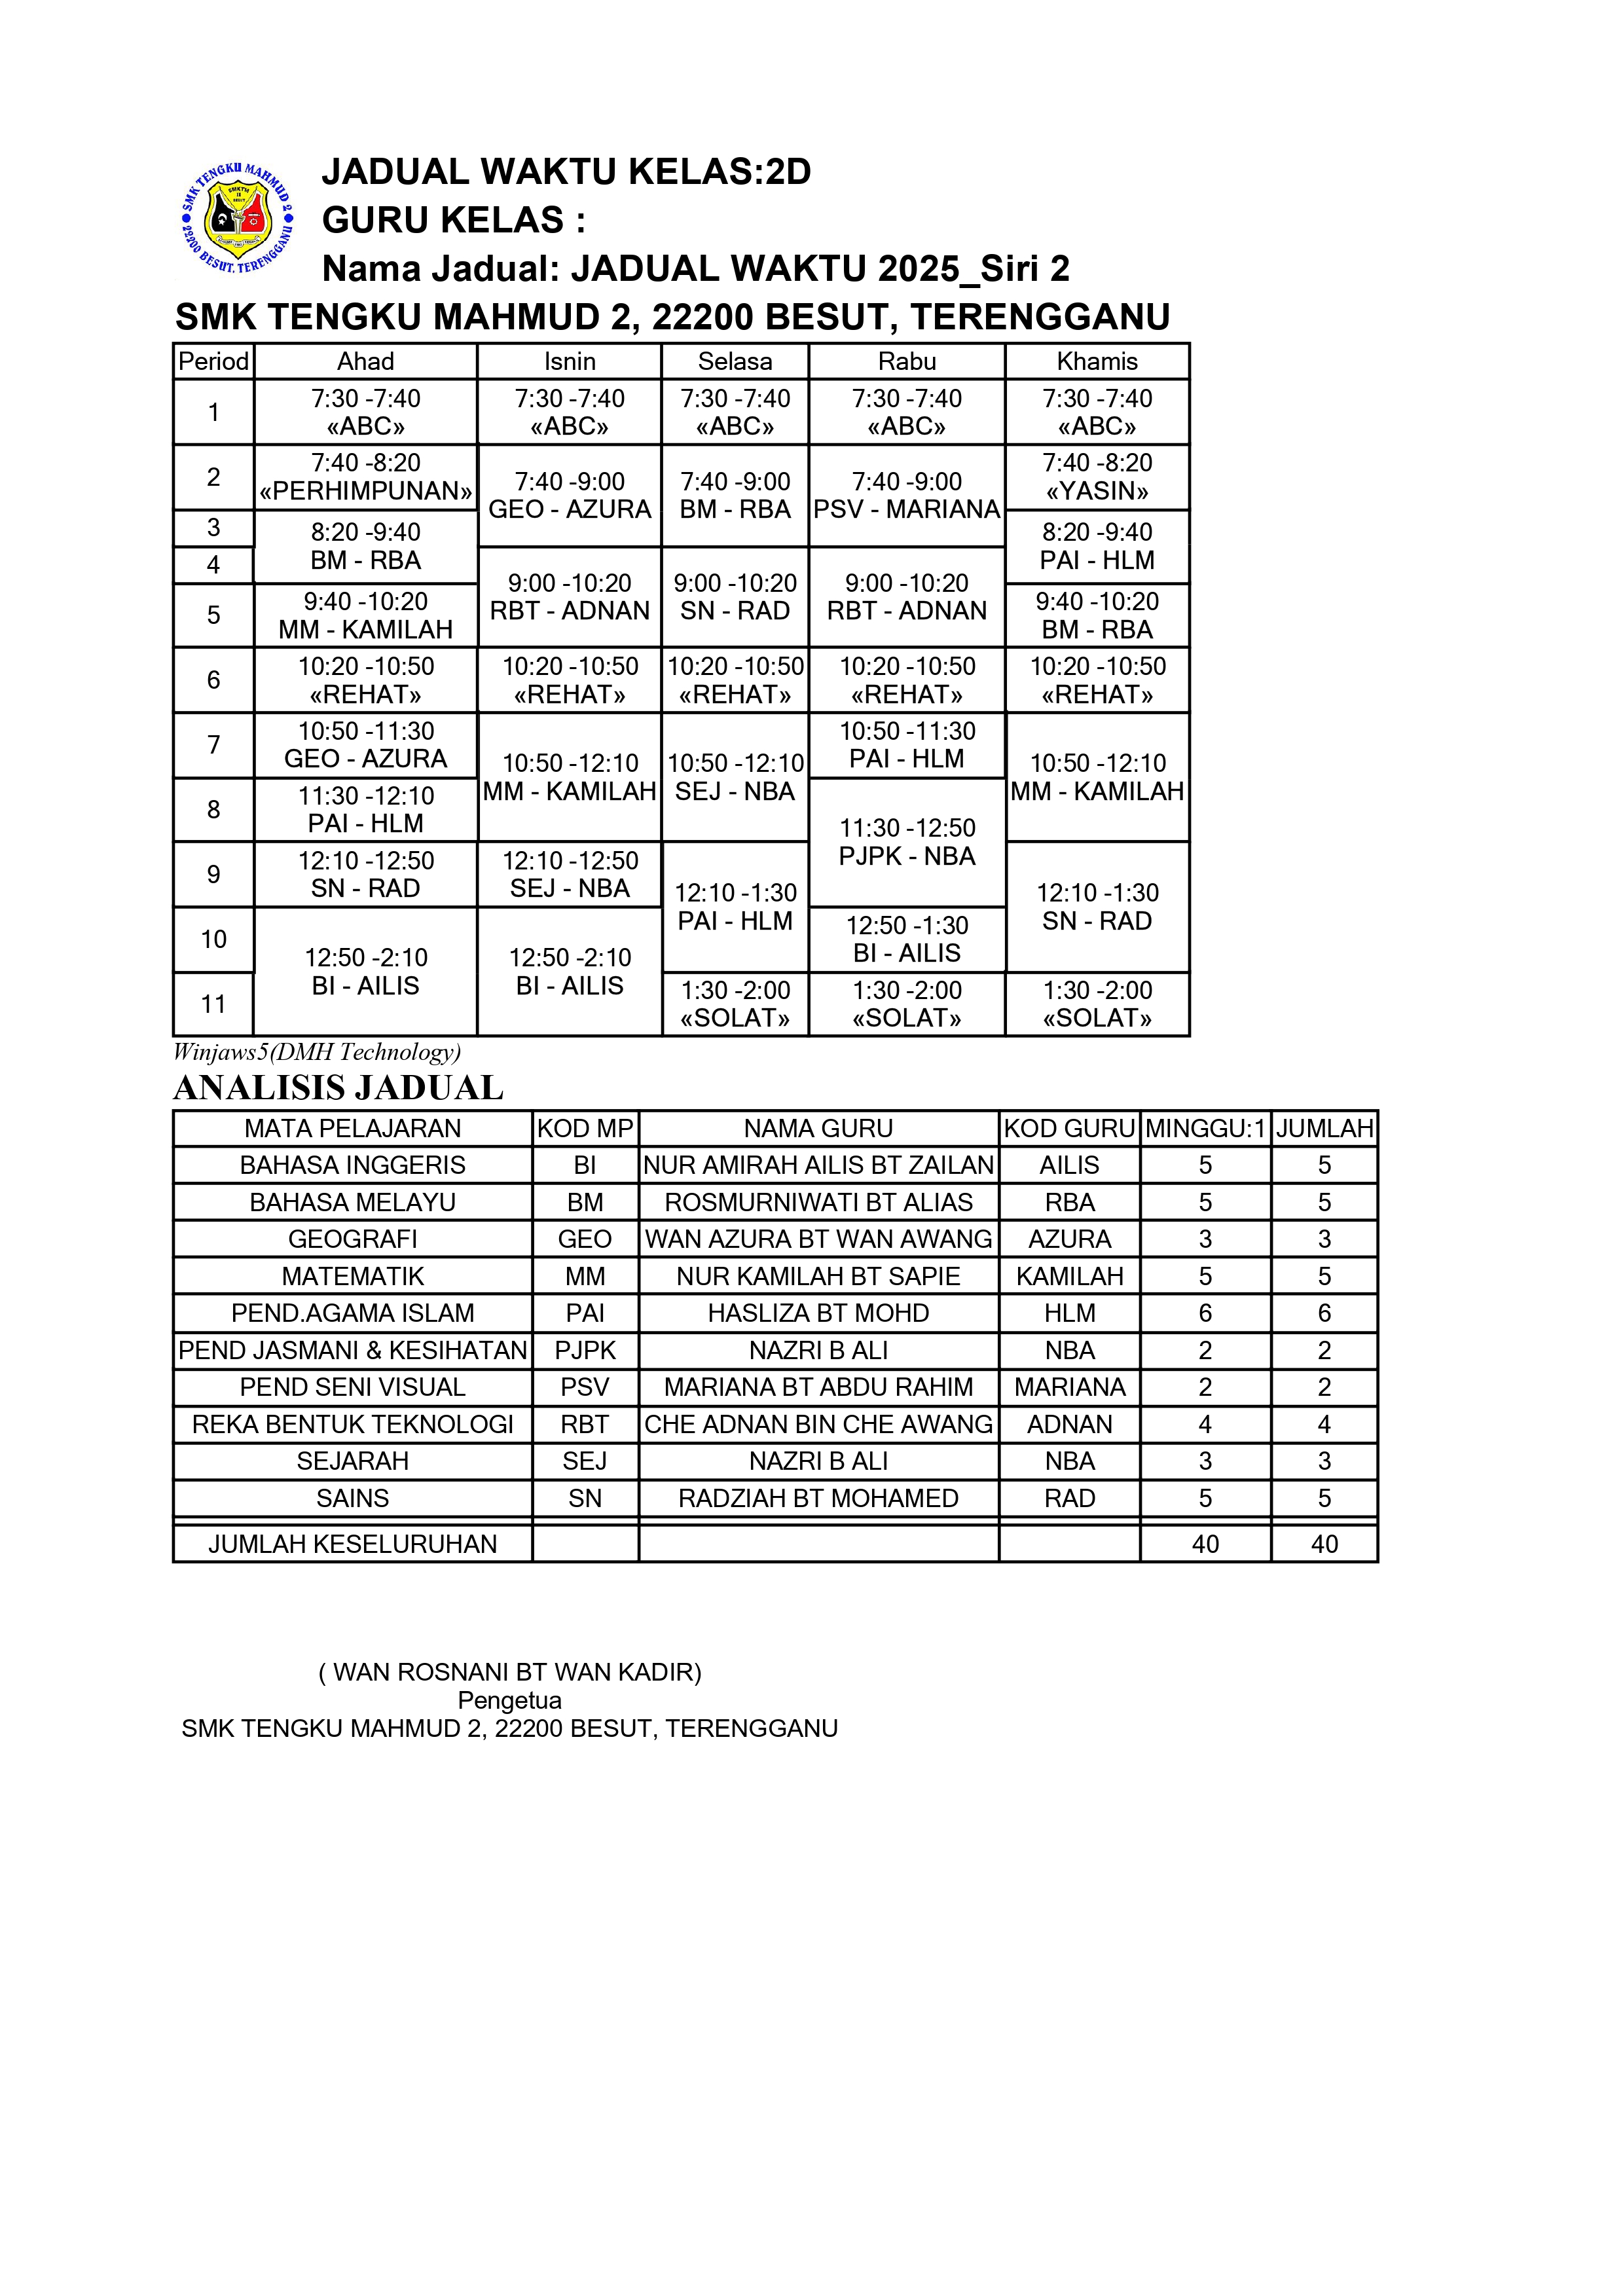 SMK TENGKU MAHMUD 2
22200 BESUT, TERENGGANU
JADUAL WAKTU KELAS:2D
GURU KELAS :
Nama Jadual: JADUAL WAKTU 2025_Siri 2
SMK TENGKU MAHMUD 2, 22200 BESUT, TERENGGANU
Period Ahad Isnin Selasa Rabu Khamis
1 7:30 -7:40 «ABC» 7:30 -7:40 «ABC» 7:30 -7:40 «ABC» 7:30 -7:40 «ABC» 7:30 -7:40 «ABC»
2 7:40 -8:20 «PERHIMPUNAN» 7:40 -9:00 GEO - AZURA 7:40 -9:00 BM - RBA 7:40 -9:00 PSV - MARIANA 7:40 -8:20 «YASIN»
3 8:20 -9:40 BM - RBA 8:20 -9:40 PAI - HLM
4 9:00 -10:20 RBT - ADNAN 9:00 -10:20 SN - RAD 9:00 -10:20 RBT - ADNAN
5 9:40 -10:20 MM - KAMILAH 9:40 -10:20 BM - RBA
6 10:20 -10:50 «REHAT» 10:20 -10:50 «REHAT» 10:20 -10:50 «REHAT» 10:20 -10:50 «REHAT» 10:20 -10:50 «REHAT»
7 10:50 -11:30 GEO - AZURA 10:50 -12:10 MM - KAMILAH 10:50 -12:10 SEJ - NBA 10:50 -11:30 PAI - HLM 10:50 -12:10 MM - KAMILAH
8 11:30 -12:10 PAI - HLM 11:30 -12:50 PJPK - NBA
9 12:10 -12:50 SN - RAD 12:10 -12:50 SEJ - NBA 12:10 -1:30 PAI - HLM 12:10 -1:30 SN - RAD
10 12:50 -2:10 BI - AILIS 12:50 -2:10 BI - AILIS 12:50 -1:30 BI - AILIS
11 1:30 -2:00 «SOLAT» 1:30 -2:00 «SOLAT» 1:30 -2:00 «SOLAT»
Winjaws5(DMH Technology)
ANALISIS JADUAL
MATA PELAJARAN KOD MP NAMA GURU KOD GURU MINGGU:1 JUMLAH
BAHASA INGGERIS BI NUR AMIRAH AILIS BT ZAILAN AILIS 5 5
BAHASA MELAYU BM ROSMURNIWATI BT ALIAS RBA 5 5
GEOGRAFI GEO WAN AZURA BT WAN AWANG AZURA 3 3
MATEMATIK MM NUR KAMILAH BT SAPIE KAMILAH 5 5
PEND.AGAMA ISLAM PAI HASLIZA BT MOHD HLM 6 6
PEND JASMANI & KESIHATAN PJPK NAZRI B ALI NBA 2 2
PEND SENI VISUAL PSV MARIANA BT ABDU RAHIM MARIANA 2 2
REKA BENTUK TEKNOLOGI RBT CHE ADNAN BIN CHE AWANG ADNAN 4 4
SEJARAH SEJ NAZRI B ALI NBA 3 3
SAINS SN RADZIAH BT MOHAMED RAD 5 5
JUMLAH KESELURUHAN 40 40
( WAN ROSNANI BT WAN KADIR)
Pengetua
SMK TENGKU MAHMUD 2, 22200 BESUT, TERENGGANU